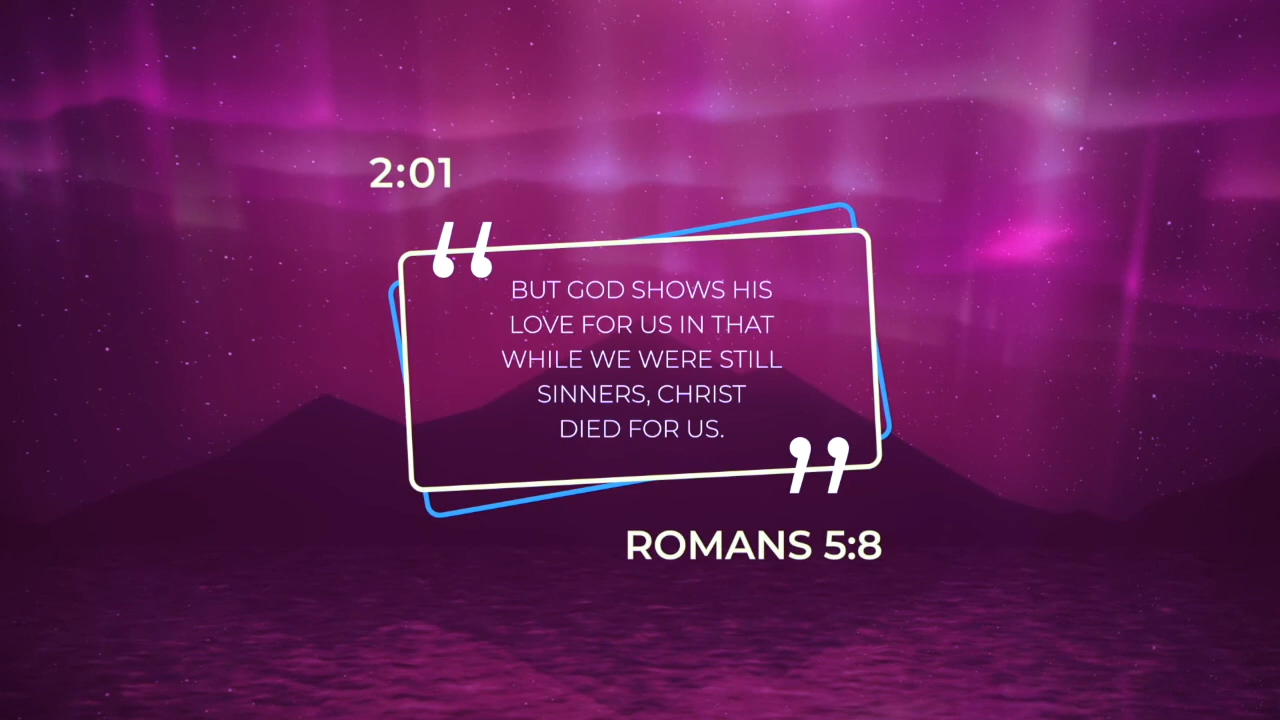 2:01
“
BUT GOD SHOWS HIS
LOVE FOR US IN THAT
WHILE WE WERE STILL
SINNERS, CHRIST
DIED FOR US.
”
ROMANS 5:8